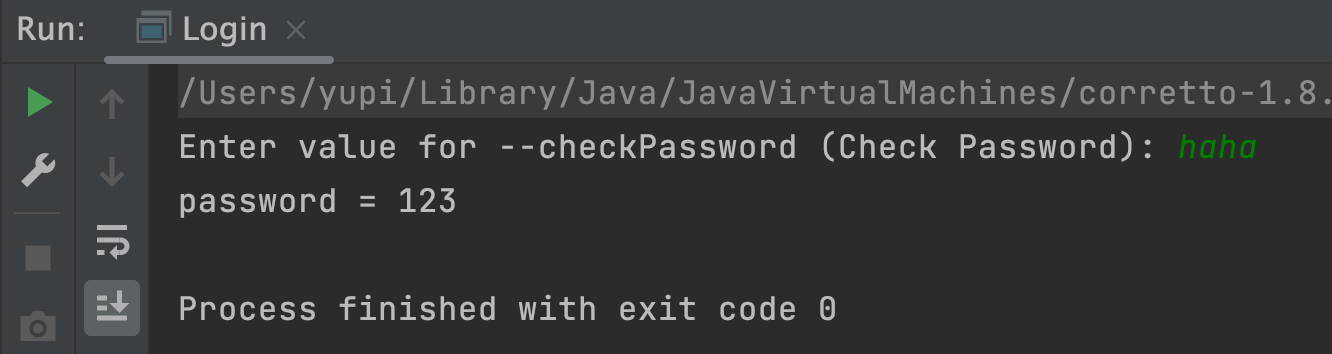 Run: Login
/Users/yupi/Library/Java/JavaVirtualMachines/corretto-1.8.
Enter value for --checkPassword (Check Password): haha
password = 123
Process finished with exit code 0